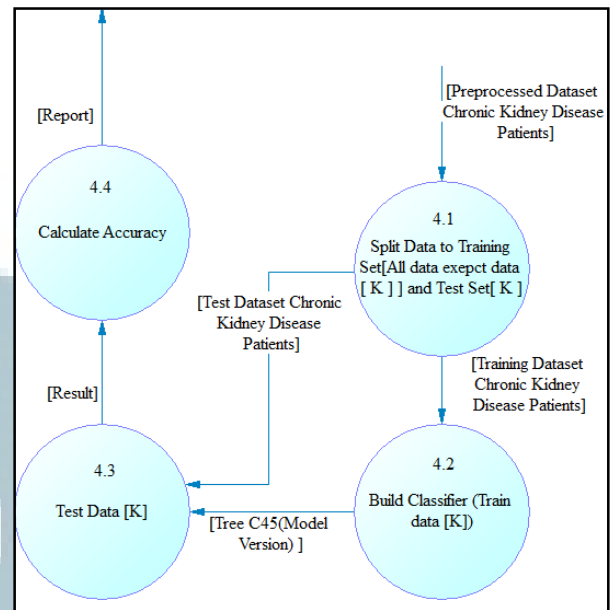 [Report]
[Preprocessed Dataset
Chronic Kidney Disease
Patients]
4.4
Calculate Accuracy
4.1
Split Data to Training
Set[All data exepct data
[ K ] ] and Test Set[ K ]
[Test Dataset Chronic
Kidney Disease
Patients]
[Training Dataset
Chronic Kidney
Disease Patients]
[Result]
4.3
Test Data [K]
4.2
Build Classifier (Train
data [K])
[Tree C45(Model
Version) ]